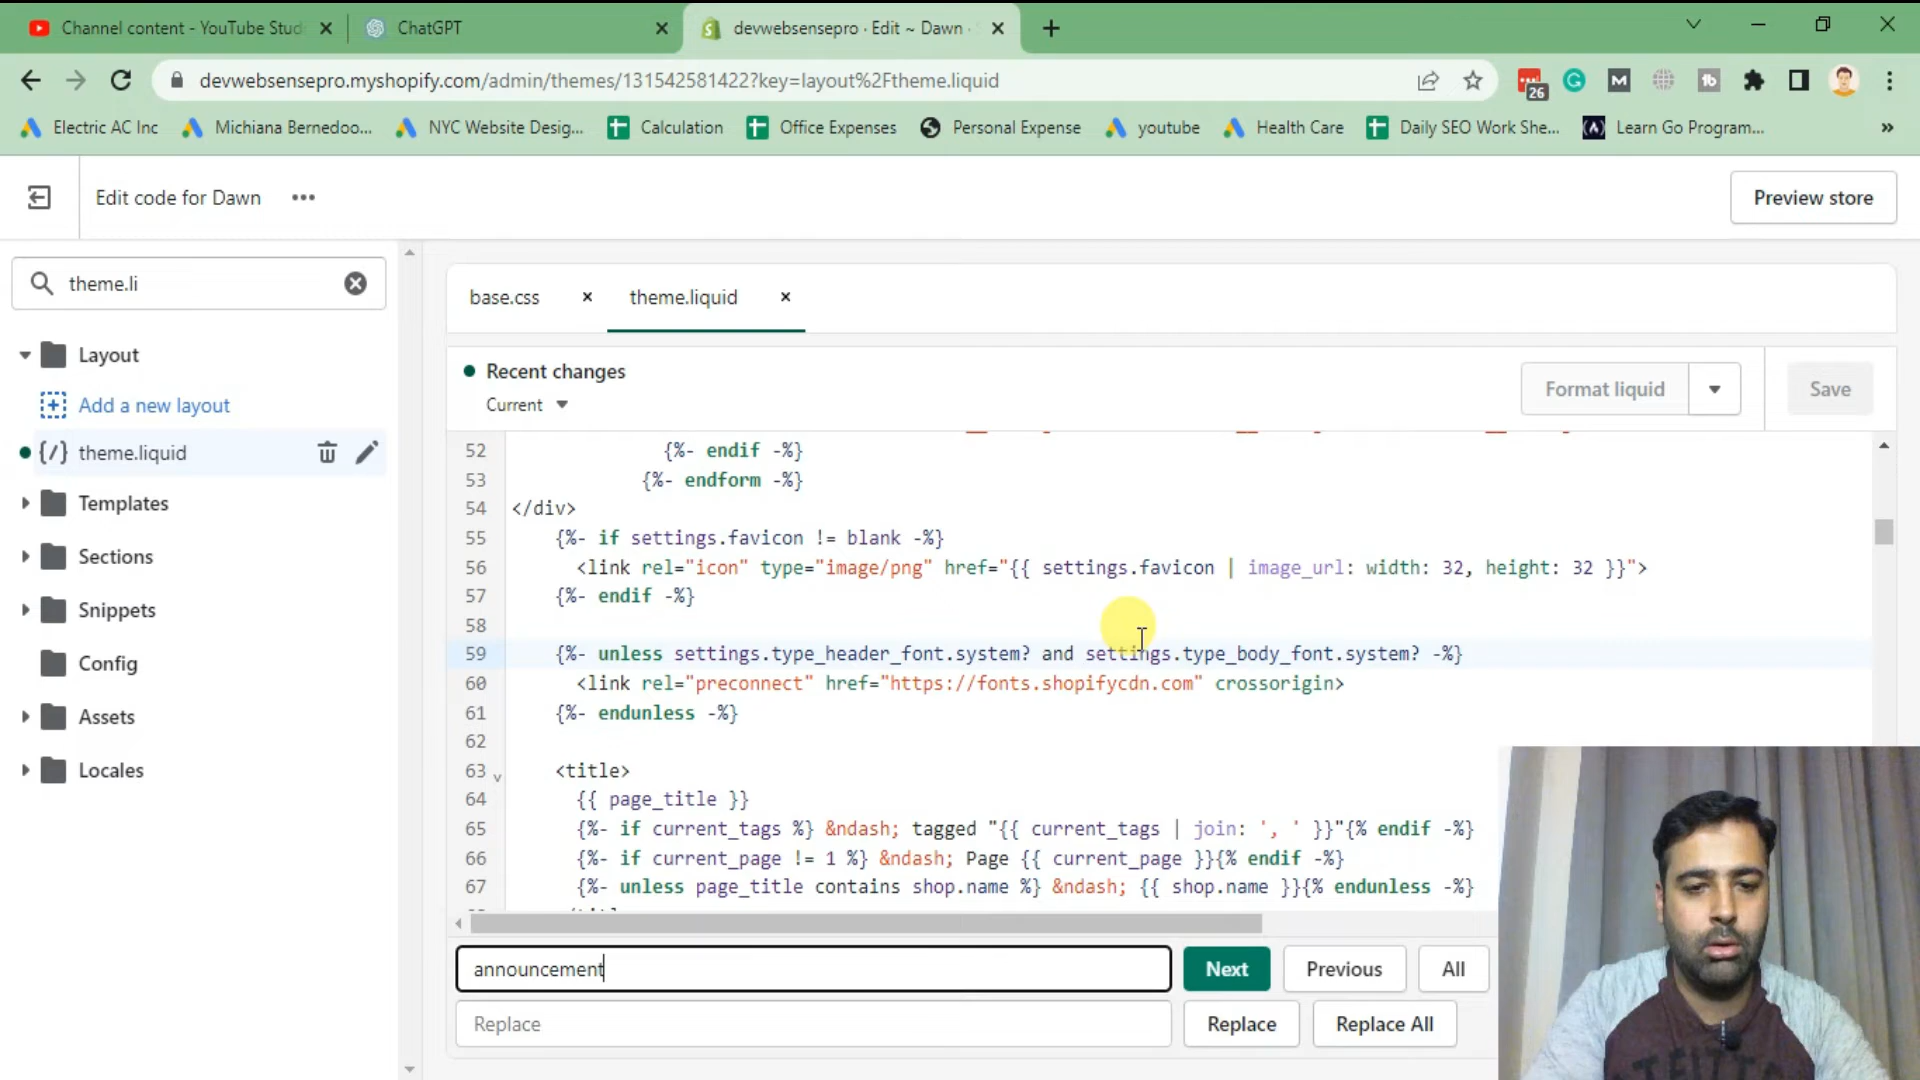 Channel content - YouTube Stud
ChatGPT
devwebsensepro · Edit ~ Dawn ·
devwebsensepro.myshopify.com/admin/themes/131542581422?key=layout%2Ftheme.liquid
26
Electric AC Inc
Michiana Bernedoo...
NYC Website Desig...
Calculation
Office Expenses
Personal Expense
youtube
Health Care
Daily SEO Work She...
Learn Go Program...
»
Edit code for Dawn
Preview store
theme.li
Layout
Add a new layout
{/} theme.liquid
Templates
Sections
Snippets
Config
Assets
Locales
base.css
theme.liquid
Recent changes
Current
Format liquid
Save
52 {%- endif -%}
53 {%- endform -%}
54 </div>
55 {%- if settings.favicon != blank -%}
56 <link rel="icon" type="image/png" href="{{ settings.favicon | image_url: width: 32, height: 32 }}">
57 {%- endif -%}
58
59 {%- unless settings.type_header_font.system? and settings.type_body_font.system? -%}
60 <link rel="preconnect" href="https://fonts.shopifycdn.com" crossorigin>
61 {%- endunless -%}
62
63 <title>
64 {{ page_title }}
65 {%- if current_tags %} &ndash; tagged "{{ current_tags | join: ', ' }}"{% endif -%}
66 {%- if current_page != 1 %} &ndash; Page {{ current_page }}{% endif -%}
67 {%- unless page_title contains shop.name %} &ndash; {{ shop.name }}{% endunless -%}
announcement
Next
Previous
All
Replace
Replace
Replace All